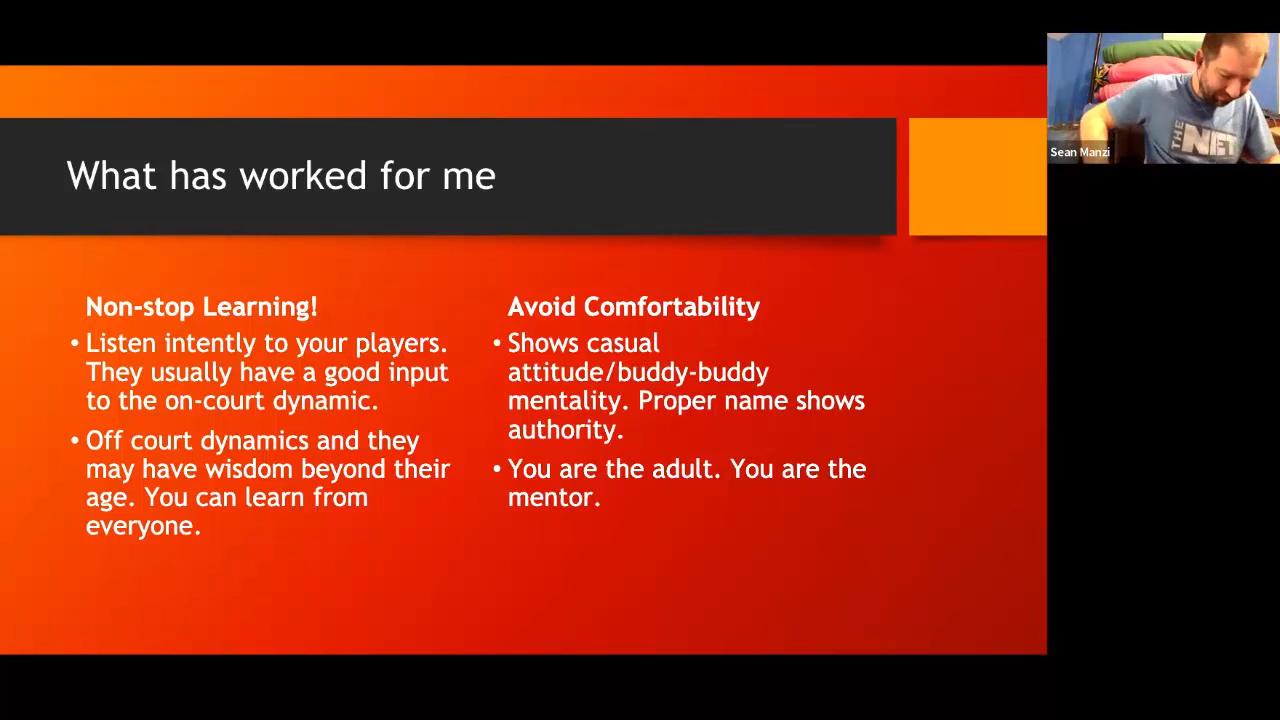 What has worked for me
Non-stop Learning!
• Listen intently to your players.
They usually have a good input
to the on-court dynamic.
• Off court dynamics and they
may have wisdom beyond their
age. You can learn from
everyone.
Avoid Comfortability
• Shows casual
attitude/buddy-buddy
mentality. Proper name shows
authority.
• You are the adult. You are the
mentor.
THE NET
Sean Manzi